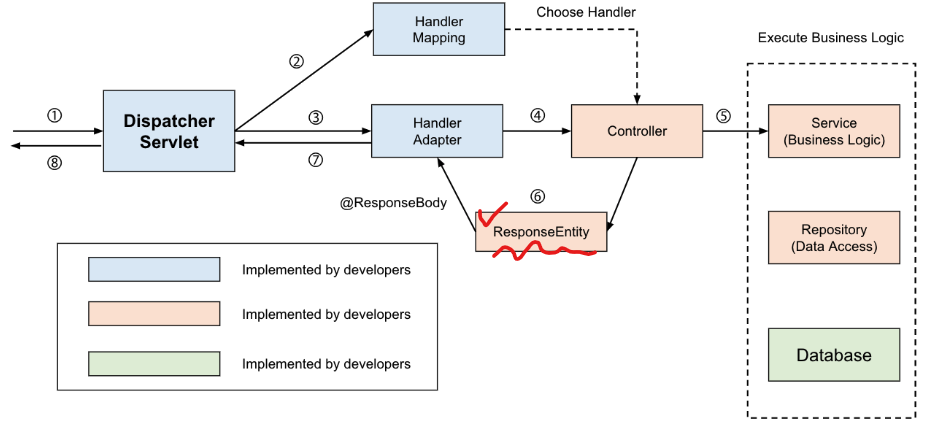 Choose Handler
Handler
Mapping
Execute Business Logic
②
①
Dispatcher
Servlet
③
Handler
Adapter
④
Controller
⑤
Service
(Business Logic)
⑧
⑦
@ResponseBody
⑥
ResponseEntity
Repository
(Data Access)
Implemented by developers
Implemented by developers
Implemented by developers
Database